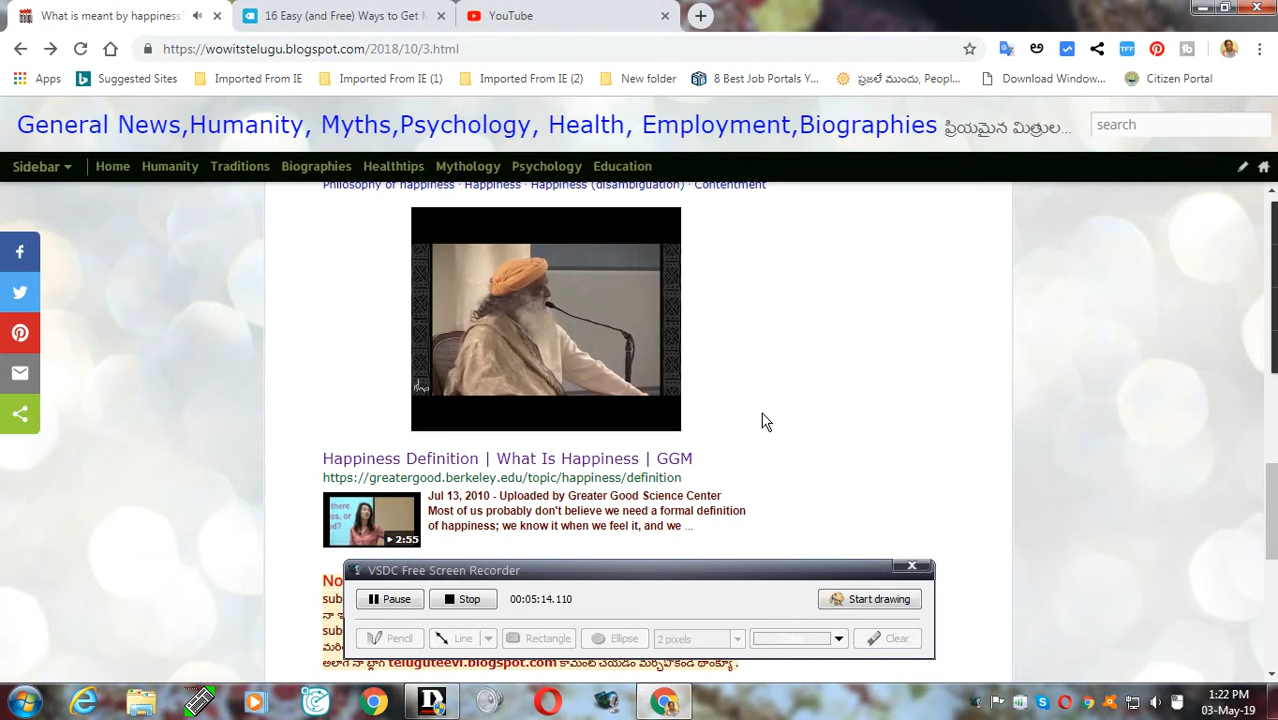 What is meant by happiness
16 Easy (and Free) Ways to Get M
YouTube
https://wowitstelugu.blogspot.com/2018/10/3.html
Apps
Suggested Sites
Imported From IE
Imported From IE (1)
Imported From IE (2)
New folder
8 Best Job Portals Y...
ప్రజలే ముందు, Peopl...
Download Window...
Citizen Portal
General News,Humanity, Myths,Psychology, Health, Employment,Biographies ప్రియమైన మిత్రుల...
search
Sidebar
Home
Humanity
Traditions
Biographies
Healthtips
Mythology
Psychology
Education
Philosophy of happiness · Happiness · Happiness (disambiguation) · Contentment
Happiness Definition | What Is Happiness | GGM
https://greatergood.berkeley.edu/topic/happiness/definition
Jul 13, 2010 - Uploaded by Greater Good Science Center
Most of us probably don't believe we need a formal definition
of happiness; we know it when we feel it, and we ...
2:55
No
VSDC Free Screen Recorder
sub
Pause
Stop
00:05:14.110
Start drawing
నా
sub
Pencil
Line
Rectangle
Ellipse
2 pixels
Clear
అలాగే నా బ్లాగ్ teluguteevi.blogspot.com కామెంట్ చేయడం మర్చిపోకండి థాంక్యూ .
1:22 PM
03-May-19